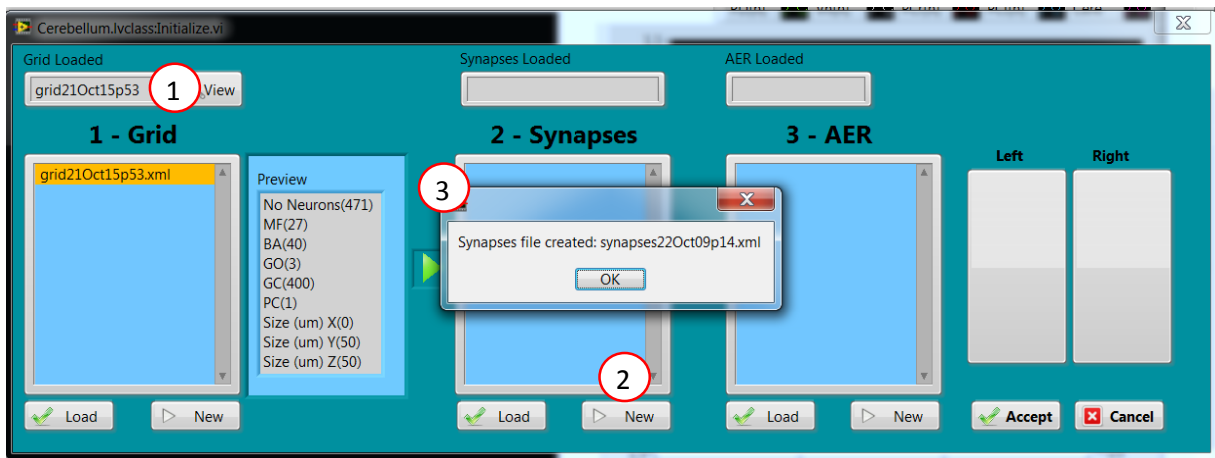 Cerebellum.lvclass:Initialize.vi
Grid Loaded
Synapses Loaded
AER Loaded
grid21Oct15p53
1
View
1 - Grid
2 - Synapses
3 - AER
Left
Right
grid21Oct15p53.xml
Preview
No Neurons(471)
MF(27)
BA(40)
GO(3)
GC(400)
PC(1)
Size (um) X(0)
Size (um) Y(50)
Size (um) Z(50)
3
Synapses file created: synapses22Oct09p14.xml
OK
2
Load
New
Load
New
Load
New
Accept
Cancel